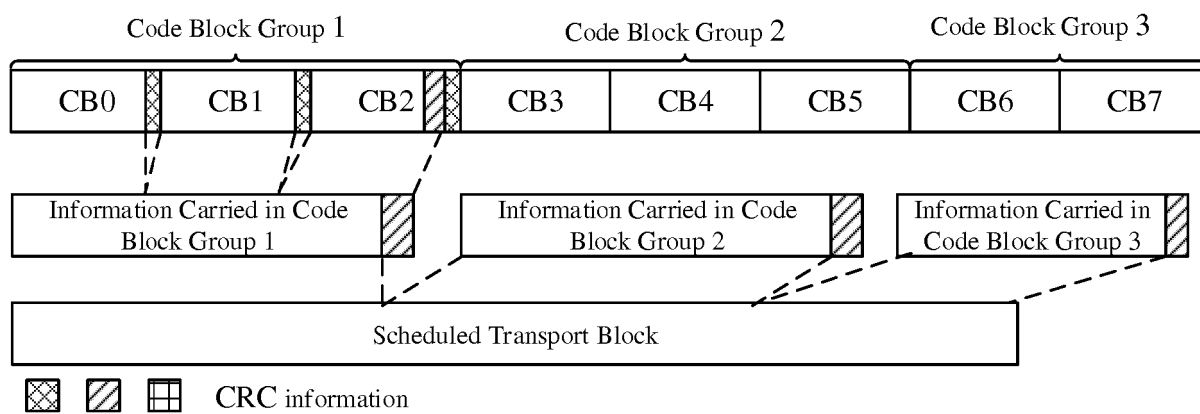 Code Block Group 1
Code Block Group 2
Code Block Group 3
CB0
CB1
CB2
CB3
CB4
CB5
CB6
CB7
Information Carried in Code
Block Group 1
Information Carried in Code
Block Group 2
Information Carried in
Code Block Group 3
Scheduled Transport Block
CRC information